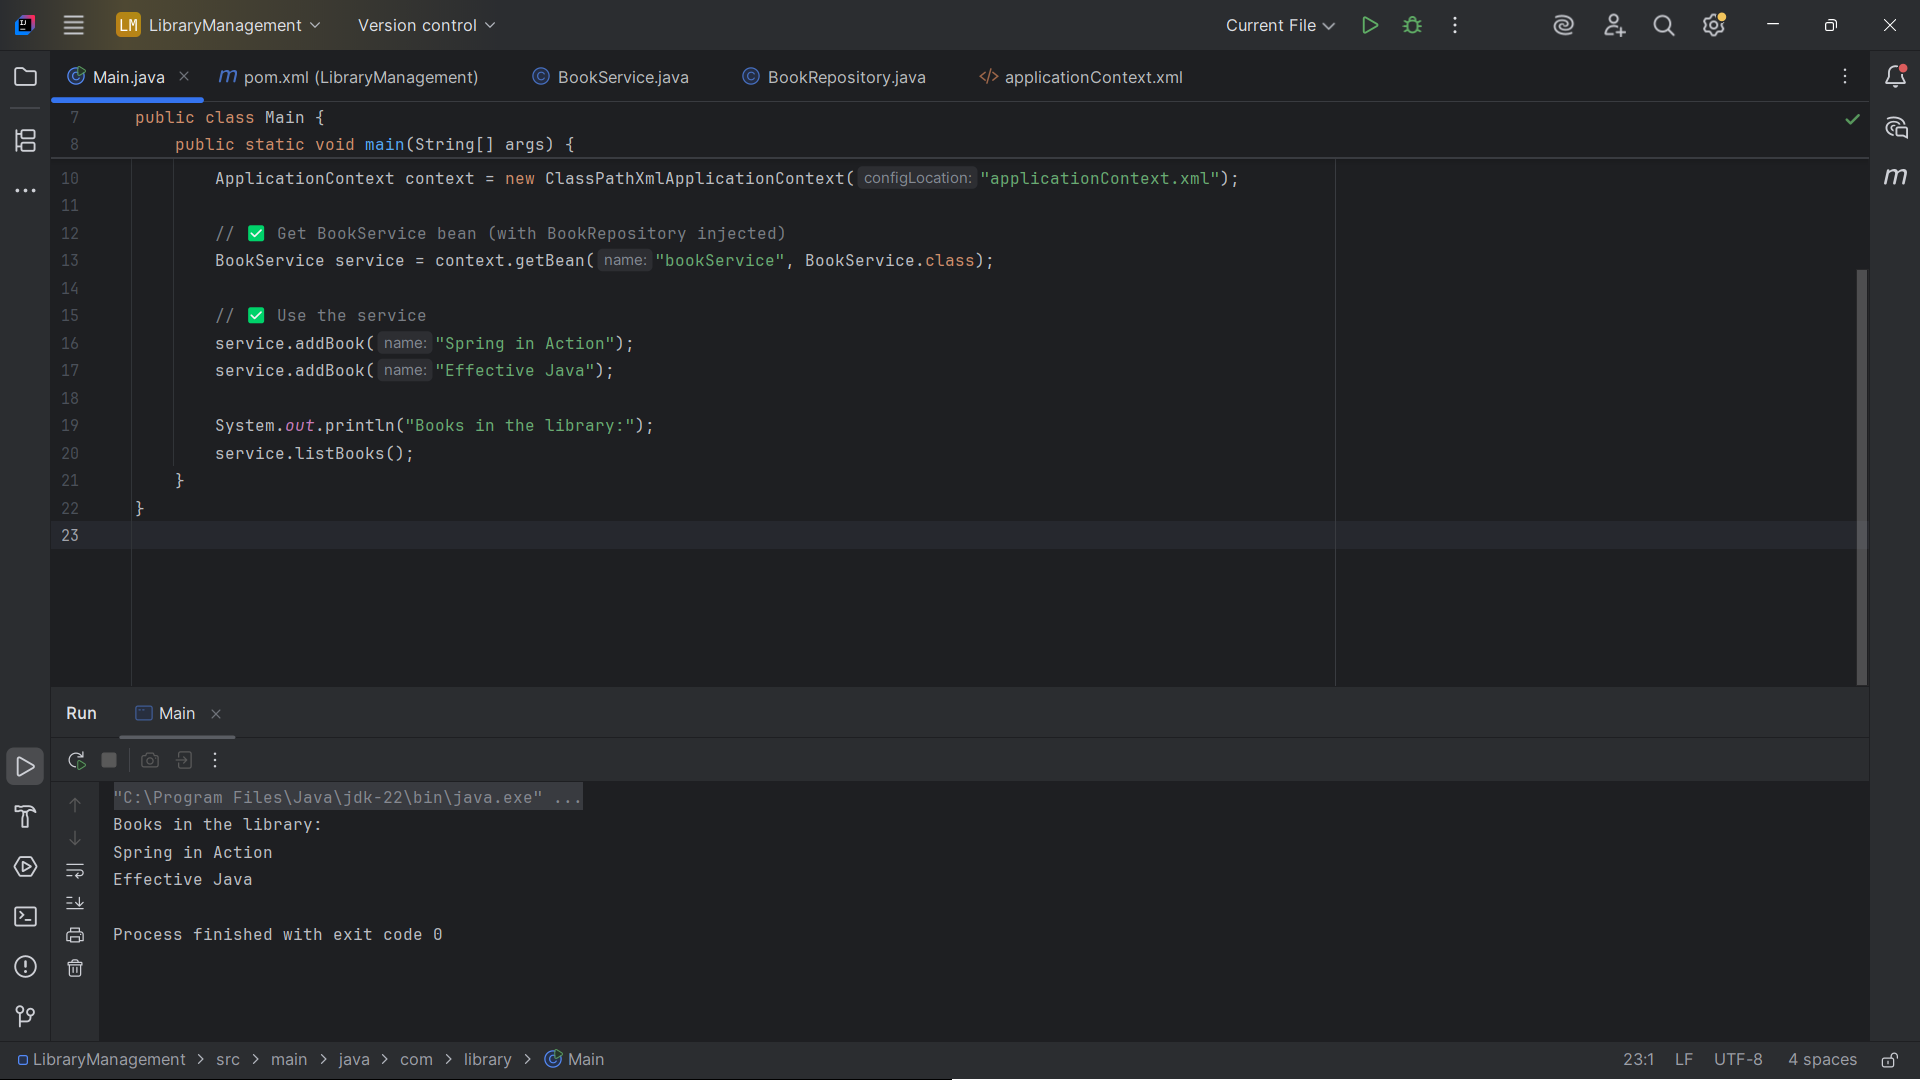 LM LibraryManagement Version control Current File
Main.java pom.xml (LibraryManagement) BookService.java BookRepository.java applicationContext.xml
7 public class Main {
8 public static void main(String[] args) {
10 ApplicationContext context = new ClassPathXmlApplicationContext( configLocation: "applicationContext.xml");
11
12 // ✅ Get BookService bean (with BookRepository injected)
13 BookService service = context.getBean( name: "bookService", BookService.class);
14
15 // ✅ Use the service
16 service.addBook( name: "Spring in Action");
17 service.addBook( name: "Effective Java");
18
19 System.out.println("Books in the library:");
20 service.listBooks();
21 }
22 }
23
Run Main
"C:\Program Files\Java\jdk-22\bin\java.exe" ...
Books in the library:
Spring in Action
Effective Java
Process finished with exit code 0
LibraryManagement > src > main > java > com > library > Main 23:1 LF UTF-8 4 spaces